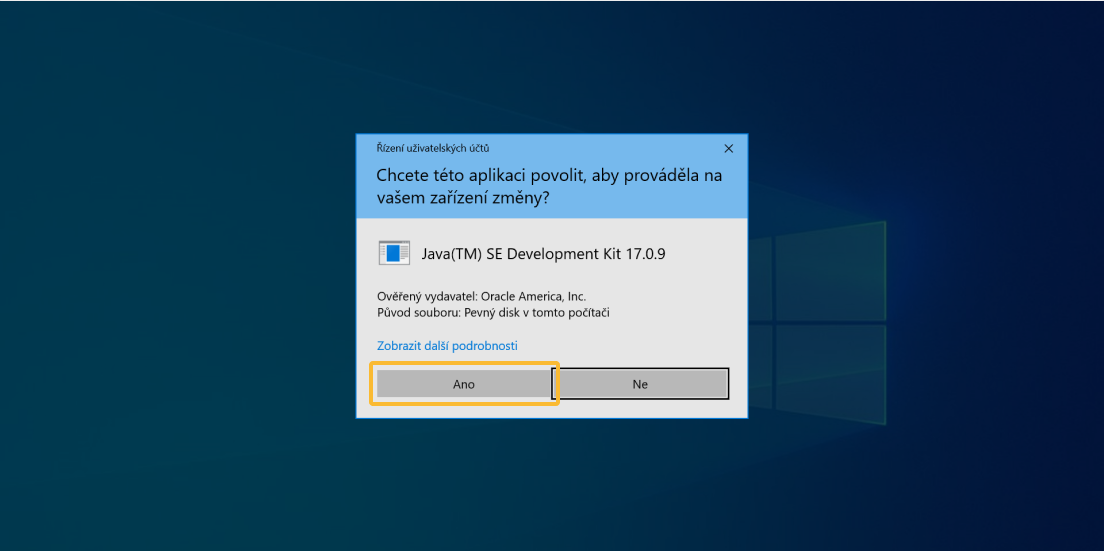 Řízení uživatelských účtů
Chcete této aplikaci povolit, aby prováděla na
vašem zařízení změny?
Java(TM) SE Development Kit 17.0.9
Ověřený vydavatel: Oracle America, Inc.
Původ souboru: Pevný disk v tomto počítači
Zobrazit další podrobnosti
Ano
Ne